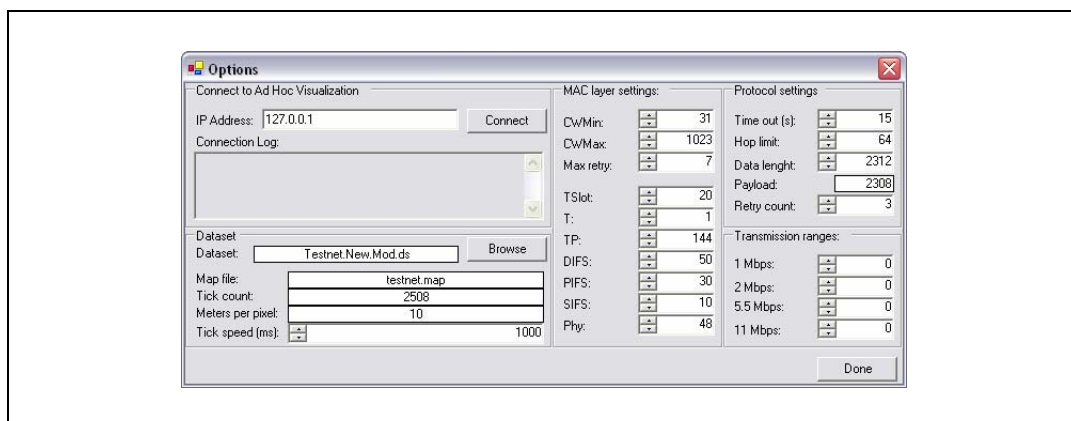 Options
Connect to Ad Hoc Visualization
IP Address: 127.0.0.1 Connect
Connection Log:
Dataset
Dataset: Testnet.New.Mod.ds Browse
Map file: testnet.map
Tick count: 2508
Meters per pixel: 10
Tick speed (ms): 1000
MAC layer settings:
CWMin: 31
CWMax: 1023
Max retry: 7
TSlot: 20
T: 1
TP: 144
DIFS: 50
PIFS: 30
SIFS: 10
Phy: 48
Protocol settings
Time out (s): 15
Hop limit: 64
Data lenght: 2312
Payload: 2308
Retry count: 3
Transmission ranges:
1 Mbps: 0
2 Mbps: 0
5.5 Mbps: 0
11 Mbps: 0
Done